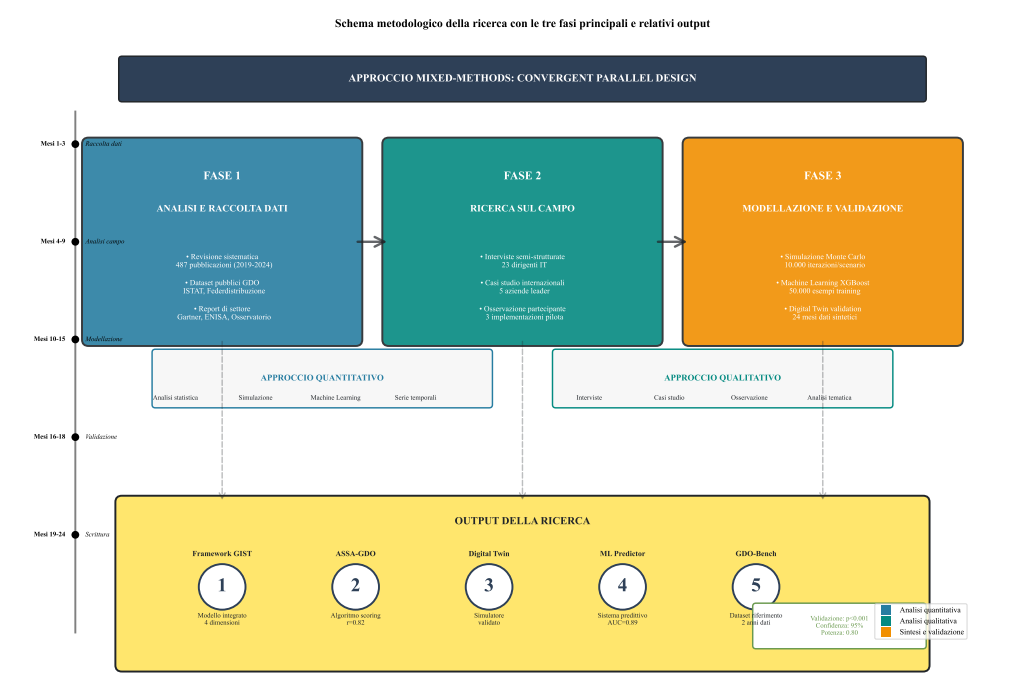 Schema metodologico della ricerca con le tre fasi principali e relativi output
APPROCCIO MIXED-METHODS: CONVERGENT PARALLEL DESIGN
Mesi 1-3
Raccolta dati
Mesi 4-9
Analisi campo
Mesi 10-15
Modellazione
Mesi 16-18
Validazione
Mesi 19-24
Scrittura
FASE 1
ANALISI E RACCOLTA DATI
• Revisione sistematica
487 pubblicazioni (2019-2024)
• Dataset pubblici GDO
ISTAT, Federdistribuzione
• Report di settore
Gartner, ENISA, Osservatorio
FASE 2
RICERCA SUL CAMPO
• Interviste semi-strutturate
23 dirigenti IT
• Casi studio internazionali
5 aziende leader
• Osservazione partecipante
3 implementazioni pilota
FASE 3
MODELLAZIONE E VALIDAZIONE
• Simulazione Monte Carlo
10.000 iterazioni/scenario
• Machine Learning XGBoost
50.000 esempi training
• Digital Twin validation
24 mesi dati sintetici
APPROCCIO QUANTITATIVO
Analisi statistica Simulazione Machine Learning Serie temporali
APPROCCIO QUALITATIVO
Interviste Casi studio Osservazione Analisi tematica
OUTPUT DELLA RICERCA
Framework GIST
1
Modello integrato
4 dimensioni
ASSA-GDO
2
Algoritmo scoring
r=0.82
Digital Twin
3
Simulatore
validato
ML Predictor
4
Sistema predittivo
AUC=0.89
GDO-Bench
5
Dataset riferimento
2 anni dati
Validazione: p<0.001
Confidenza: 95%
Potenza: 0.80
Analisi quantitativa
Analisi qualitativa
Sintesi e validazione